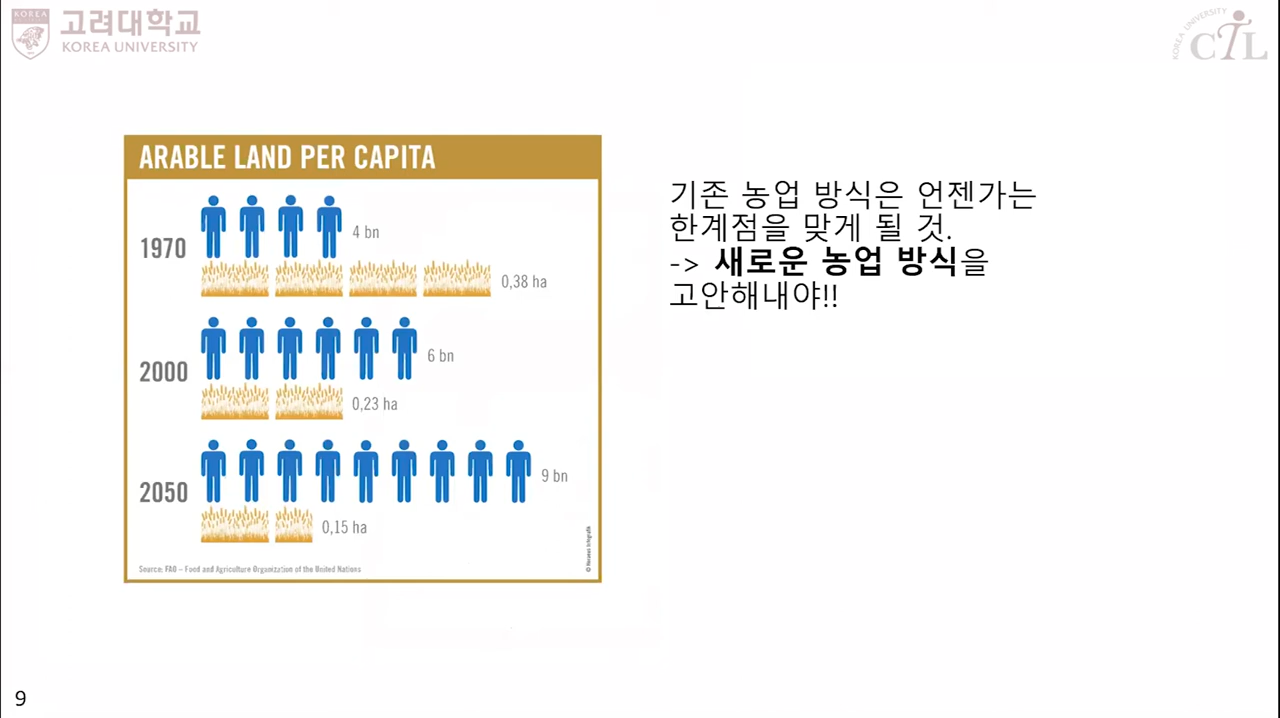 KOREA
고려대학교
KOREA UNIVERSITY
KOREA UNIVERSITY
CTL
ARABLE LAND PER CAPITA
1970
4 bn
0,38 ha
2000
6 bn
0,23 ha
2050
9 bn
0,15 ha
Source: FAO – Food and Agriculture Organization of the United Nations
기존 농업 방식은 언젠가는
한계점을 맞게 될 것.
-> 새로운 농업 방식을
고안해내야!!
9